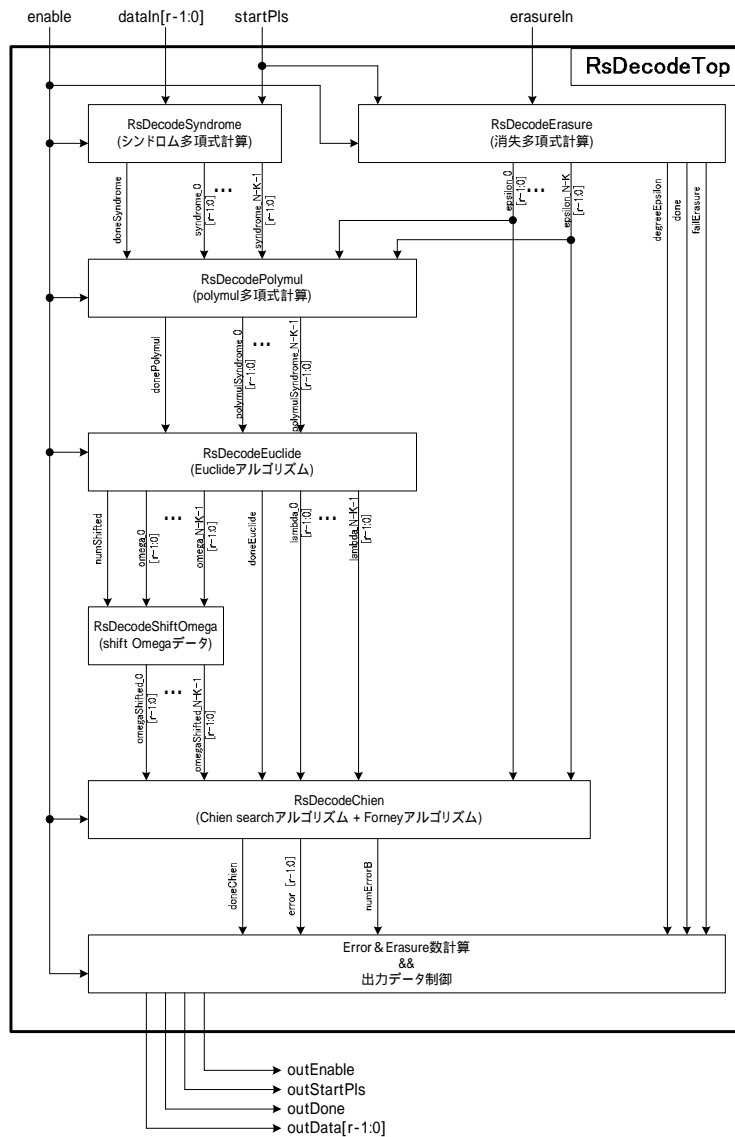 enable
dataIn[r-1:0]
startPls
erasureIn
RsDecodeTop
RsDecodeSyndrome
(シンドロム多項式計算)
RsDecodeErasure
(消失多項式計算)
doneSyndrome
syndrome_0
[r-1:0]
...
syndrome_N-K-1
[r-1:0]
epsilon_0
[r-1:0]
...
epsilon_N-K
[r-1:0]
degreeEpsilon
done
failErasure
RsDecodePolymul
(polymul多項式計算)
donePolymul
polymulSyndrome_0
[r-1:0]
...
polymulSyndrome_N-K-1
[r-1:0]
RsDecodeEuclide
(Euclideアルゴリズム)
numShifted
omega_0
[r-1:0]
...
omega_N-K-1
[r-1:0]
doneEuclide
lambda_0
[r-1:0]
...
lambda_N-K-1
[r-1:0]
RsDecodeShiftOmega
(shift Omegaデータ)
omegaShifted_0
[r-1:0]
...
omegaShifted_N-K-1
[r-1:0]
RsDecodeChien
(Chien searchアルゴリズム + Forneyアルゴリズム)
doneChien
error [r-1:0]
numErrorB
Error & Erasure数計算
&&
出力データ制御
outEnable
outStartPls
outDone
outData[r-1:0]